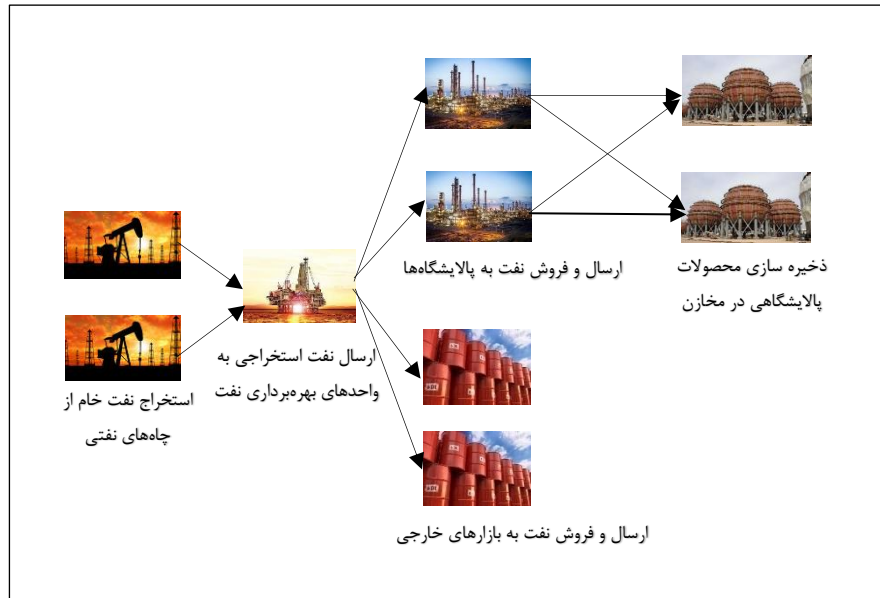 ارسال و فروش نفت به پالایشگاه‌ها
ذخیره سازی محصولات
پالایشگاهی در مخازن
ارسال نفت استخراجی به
واحدهای بهره‌برداری نفت
استخراج نفت خام از
چاه‌های نفتی
ارسال و فروش نفت به بازارهای خارجی